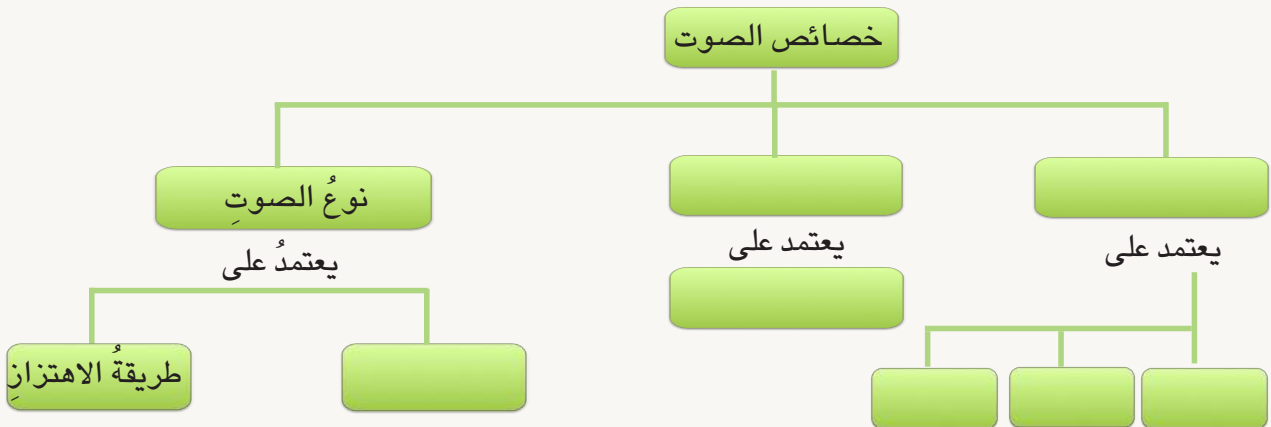 خصائص الصوت
نوعُ الصوتِ
يعتمد على
يعتمد على
يعتمدُ على
طريقةُ الاهتزازِ